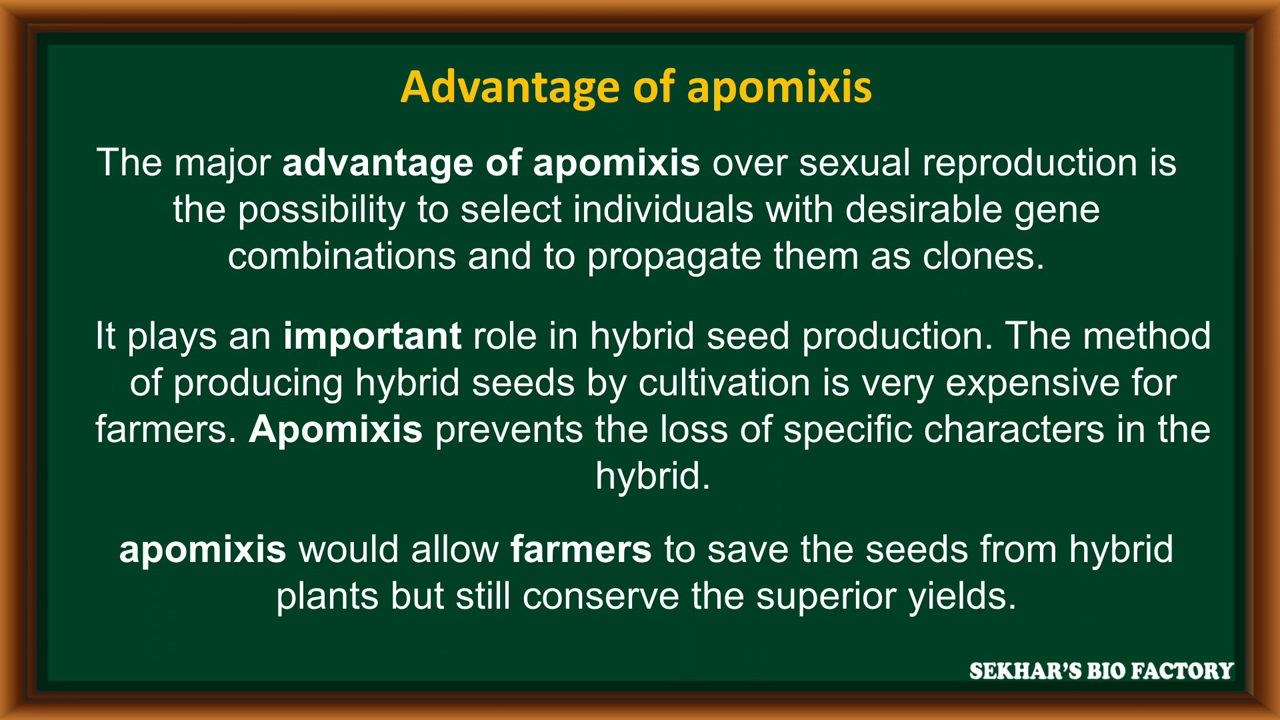 Advantage of apomixis
The major advantage of apomixis over sexual reproduction is
the possibility to select individuals with desirable gene
combinations and to propagate them as clones.
It plays an important role in hybrid seed production. The method
of producing hybrid seeds by cultivation is very expensive for
farmers. Apomixis prevents the loss of specific characters in the
hybrid.
apomixis would allow farmers to save the seeds from hybrid
plants but still conserve the superior yields.
SEKHAR'S BIO FACTORY